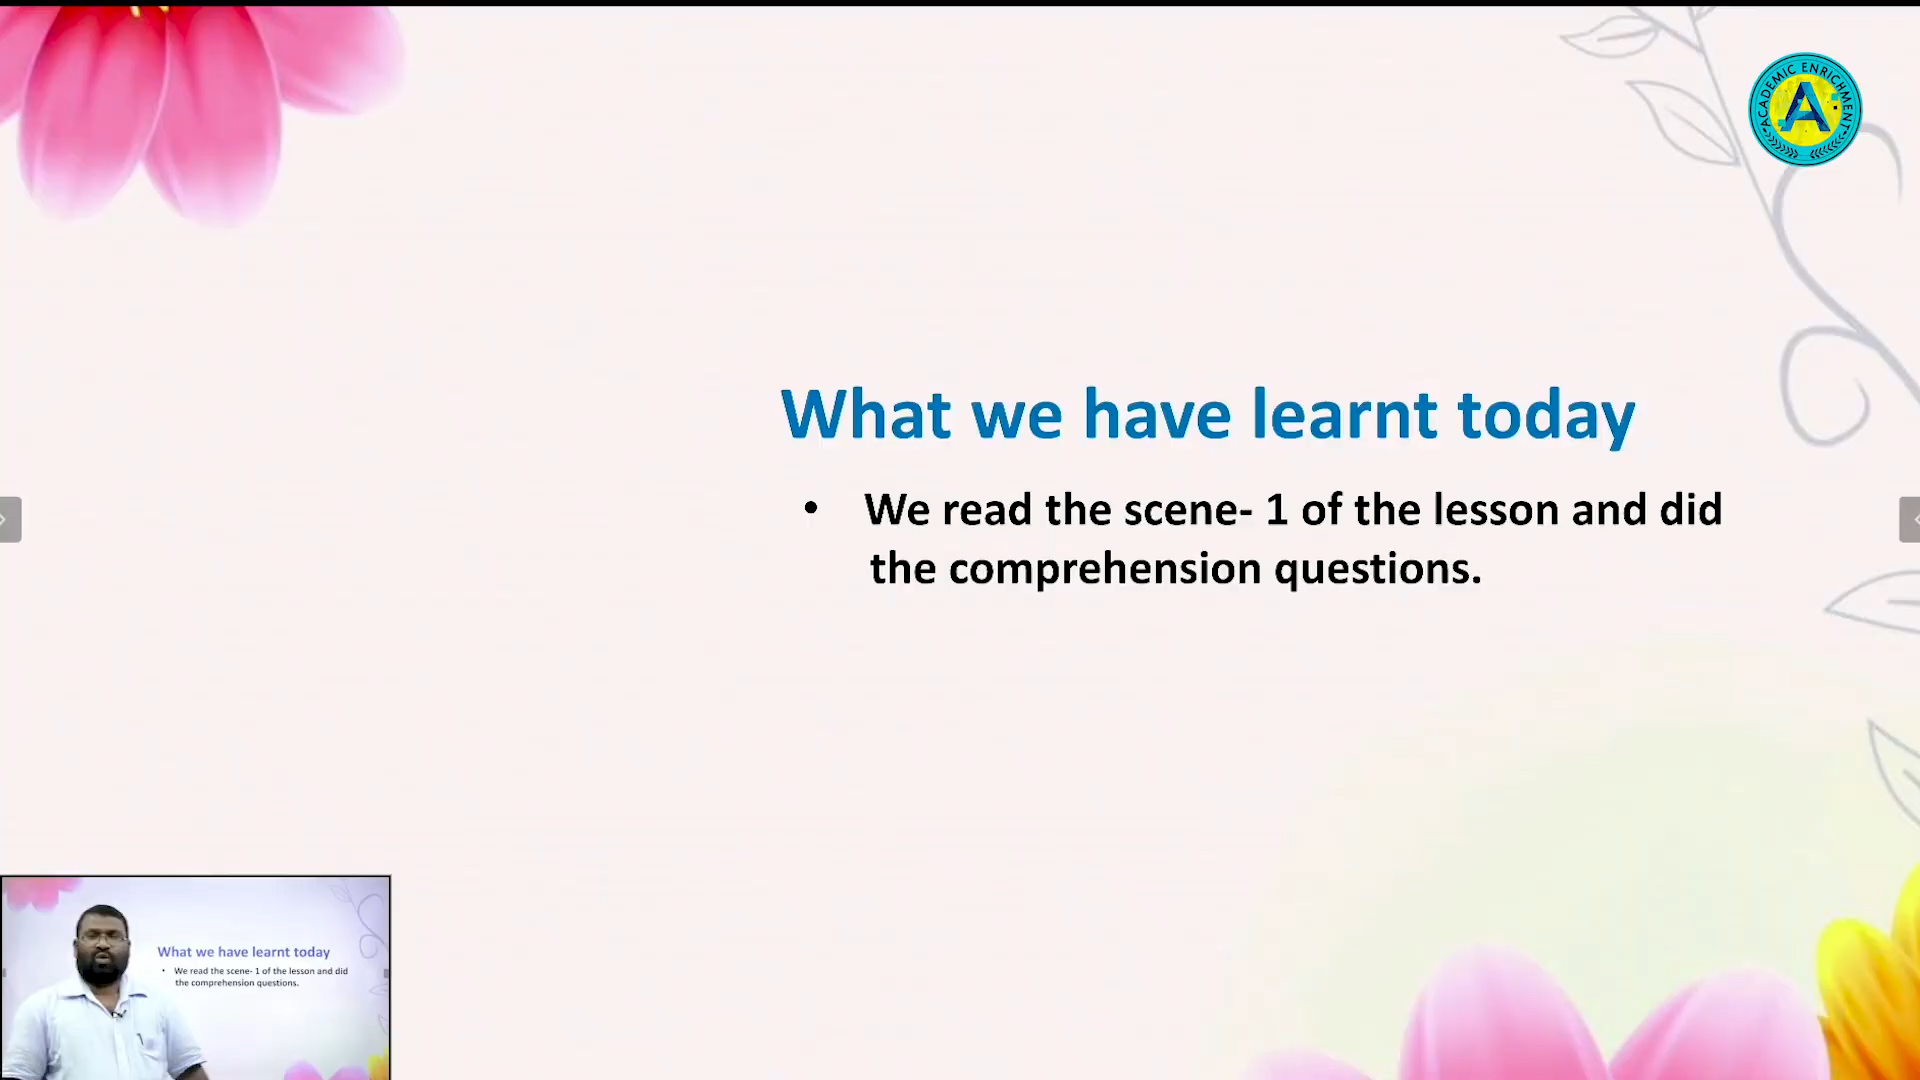 ACADEMIC ENRICHMENT
A
What we have learnt today
• We read the scene- 1 of the lesson and did
the comprehension questions.
What we have learnt today
• We read the scene- 1 of the lesson and did
the comprehension questions.